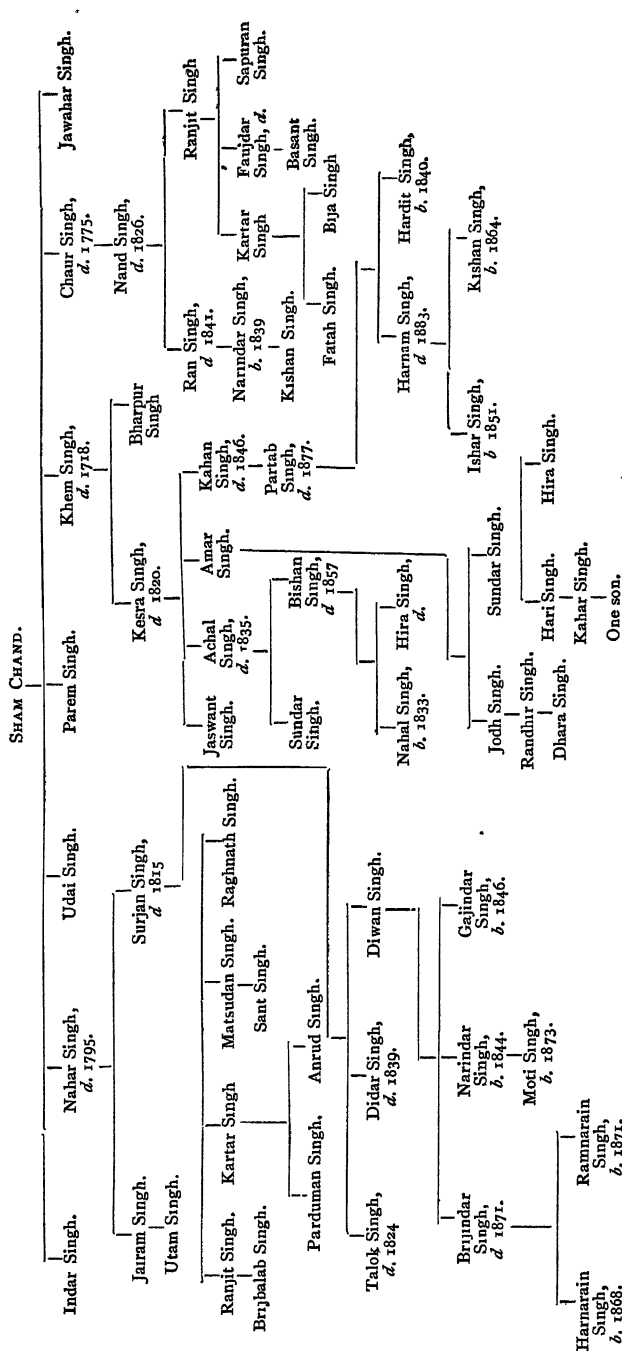 SHAM CHAND.
Indar Singh.
Nahar Singh,
d. 1795.
Udai Singh.
Parem Singh.
Khem Singh,
d. 1718.
Chaur Singh,
d. 1775.
Jawahar Singh.
Jairam Singh.
Utam Singh.
Surjan Singh,
d 1815
Kesra Singh,
d 1820.
Bharpur
Singh
Nand Singh,
d. 1826.
Ranjit Singh.
Brijbalab Singh.
Kartar Singh
Matsudan Singh.
Sant Singh.
Raghnath Singh.
Jaswant
Singh.
Achal
Singh,
d. 1835.
Amar
Singh.
Kahan
Singh,
d. 1846.
Partab
Singh,
d. 1877.
Ran Singh,
d 1841.
Narindar Singh,
b. 1839
Kishan Singh.
Ranjit Singh
Kartar
Singh
Faujdar
Singh, d.
Basant
Singh.
Sapuran
Singh.
Fatah Singh.
Bija Singh
Parduman Singh.
Anrud Singh.
Sundar
Singh.
Bishan
Singh,
d 1857
Nahal Singh,
b. 1833.
Hira Singh,
d.
Harnam Singh,
d 1883.
Hardit Singh,
b. 1840.
Talok Singh,
d. 1824
Didar Singh,
d. 1839.
Diwan Singh.
Jodh Singh.
Randhir Singh.
Dhara Singh.
Sundar Singh.
Ishar Singh,
b 1851.
Kishan Singh,
b. 1864.
Hari Singh.
Kahar Singh.
One son.
Hira Singh.
Brijindar
Singh,
d 1871.
Narindar
Singh,
b. 1844.
Moti Singh,
b. 1873.
Gajindar
Singh,
b. 1846.
Harnarain
Singh,
b. 1868.
Ramnarain
Singh,
b. 1871.